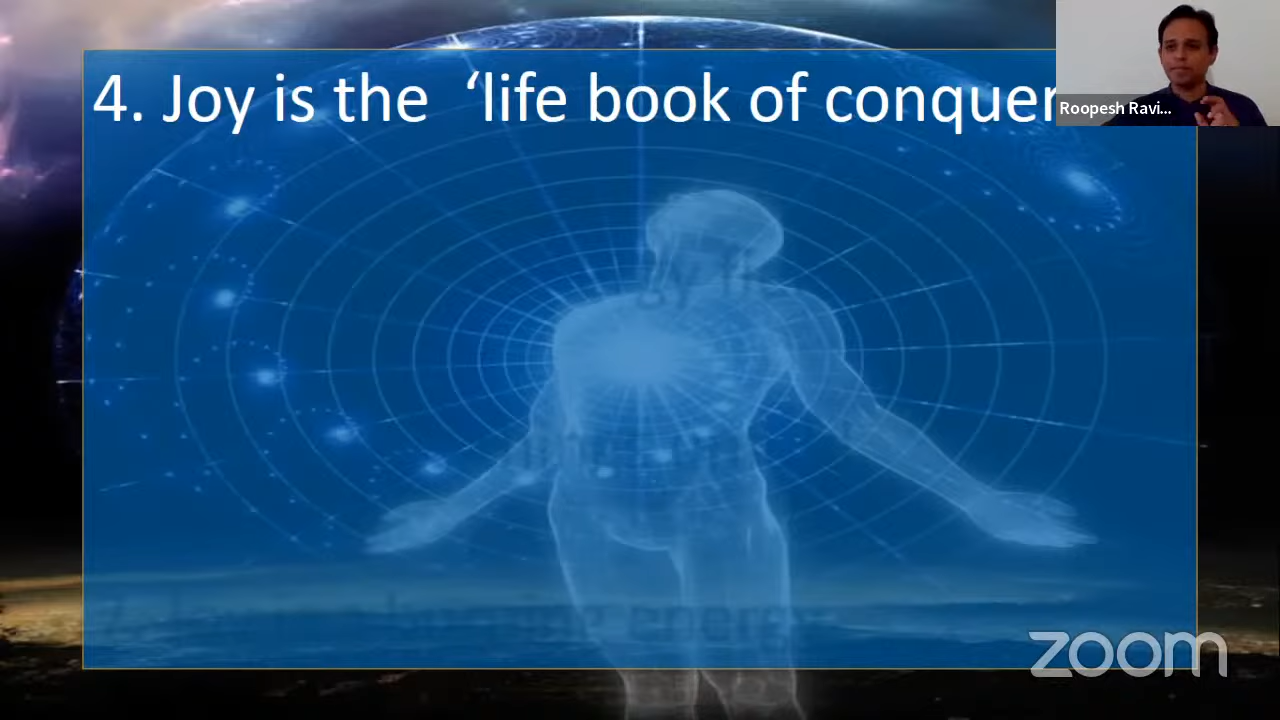 4. Joy is the ‘life book of conquer
Roopesh Ravi...
zoom